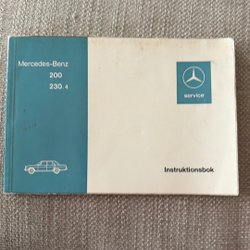 Mercedes-Benz
200
230.4
service
Instruktionsbok